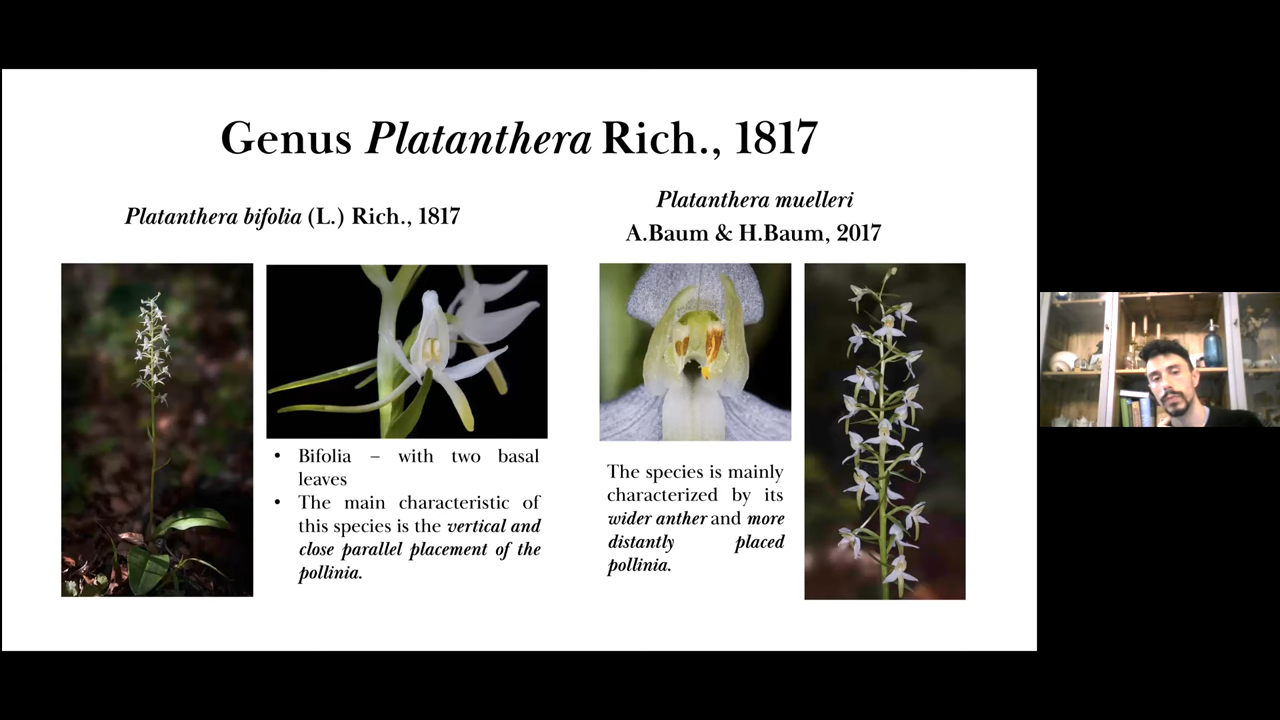 Genus Platanthera Rich., 1817
Platanthera bifolia (L.) Rich., 1817
• Bifolia – with two basal
leaves
• The main characteristic of
this species is the vertical and
close parallel placement of the
pollinia.
Platanthera muelleri
A.Baum & H.Baum, 2017
The species is mainly
characterized by its
wider anther and more
distantly placed
pollinia.